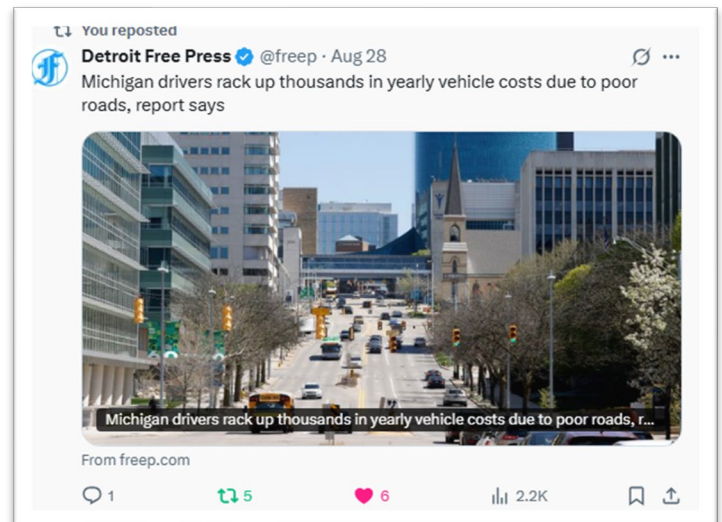 You reposted
Detroit Free Press @freep · Aug 28
Michigan drivers rack up thousands in yearly vehicle costs due to poor
roads, report says
Michigan drivers rack up thousands in yearly vehicle costs due to poor roads, r...
From freep.com
1 5 6 2.2K